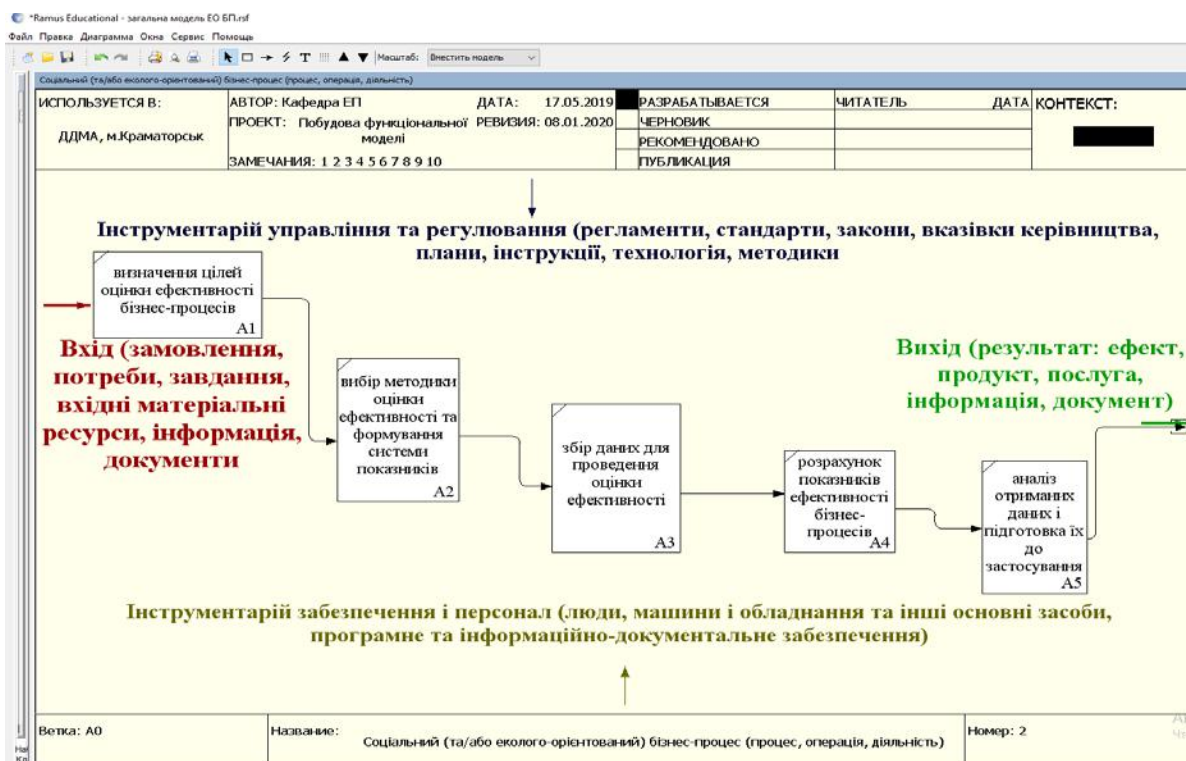 *Ramus Educational - загальна модель ЕО БП.rsf
Файл Правка Диаграмма Окна Сервис Помощь
Масштаб: Вместить модель
Соціальний (та/або еколого-орієнтований) бізнес-процес (процес, операція, діяльність)
ИСПОЛЬЗУЕТСЯ В:
ДДМА, м.Краматорськ
АВТОР: Кафедра ЕП
ДАТА: 17.05.2019
ПРОЕКТ: Побудова функціональної моделі
РЕВИЗИЯ: 08.01.2020
ЗАМЕЧАНИЯ: 1 2 3 4 5 6 7 8 9 10
РАЗРАБАТЫВАЕТСЯ
ЧЕРНОВИК
РЕКОМЕНДОВАНО
ПУБЛИКАЦИЯ
ЧИТАТЕЛЬ
ДАТА
КОНТЕКСТ:
Інструментарій управління та регулювання (регламенти, стандарти, закони, вказівки керівництва,
плани, інструкції, технологія, методики
визначення цілей
оцінки ефективності
бізнес-процесів
A1
Вхід (замовлення,
потреби, завдання,
вхідні матеріальні
ресурси, інформація,
документи
вибір методики
оцінки
ефективності та
формування
системи
показників
A2
збір даних для
проведення
оцінки
ефективності
A3
розрахунок
показників
ефективності
бізнес-
процесів
A4
аналіз
отриманих
даних і
підготовка їх
до
застосування
A5
Вихід (результат: ефект,
продукт, послуга,
інформація, документ)
Інструментарій забезпечення і персонал (люди, машини і обладнання та інші основні засоби,
програмне та інформаційно-документальне забезпечення)
Ветка: A0
Название:
Соціальний (та/або еколого-орієнтований) бізнес-процес (процес, операція, діяльність)
Номер: 2